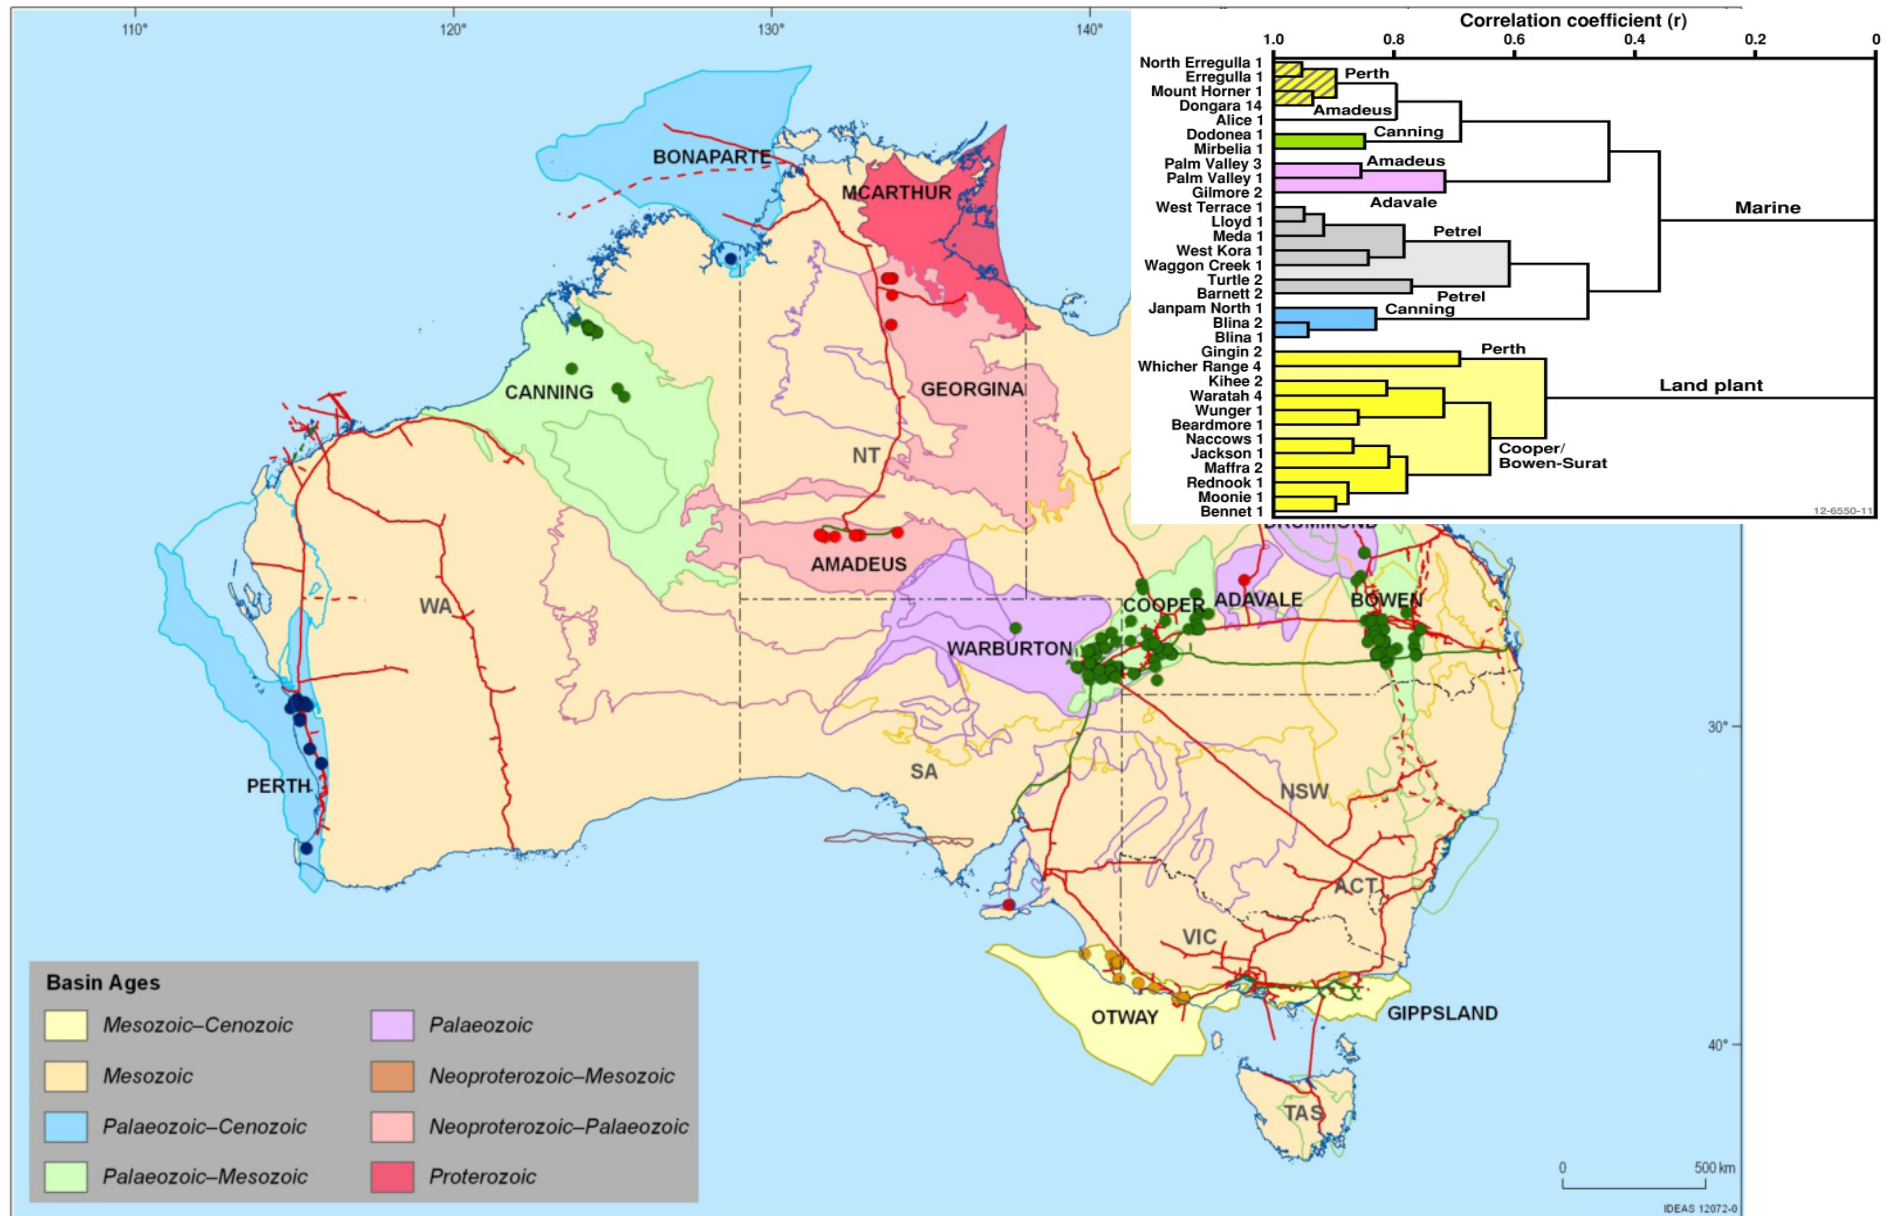 110°
120°
130°
140°
Correlation coefficient (r)
1.0
0.8
0.6
0.4
0.2
0
North Erregulla 1
Erregulla 1
Mount Horner 1
Dongara 14
Alice 1
Dodonea 1
Mirbelia 1
Palm Valley 3
Palm Valley 1
Gilmore 2
West Terrace 1
Lloyd 1
Meda 1
West Kora 1
Waggon Creek 1
Turtle 2
Barnett 2
Janpam North 1
Blina 2
Blina 1
Gingin 2
Whicher Range 4
Kihee 2
Waratah 4
Wunger 1
Beardmore 1
Naccows 1
Jackson 1
Maffra 2
Rednook 1
Moonie 1
Bennet 1
Perth
Amadeus
Canning
Amadeus
Adavale
Petrel
Petrel
Canning
Marine
Perth
Land plant
Cooper/
Bowen-Surat
12-6550-11
BONAPARTE
MCARTHUR
CANNING
GEORGINA
NT
DRUMMOND
AMADEUS
WA
COOPER
ADAVALE
BOWEN
WARBURTON
30°
SA
PERTH
NSW
ACT
VIC
OTWAY
GIPPSLAND
40°
TAS
Basin Ages
Mesozoic–Cenozoic
Mesozoic
Palaeozoic–Cenozoic
Palaeozoic–Mesozoic
Palaeozoic
Neoproterozoic–Mesozoic
Neoproterozoic–Palaeozoic
Proterozoic
0
500 km
IDEAS 12072-0